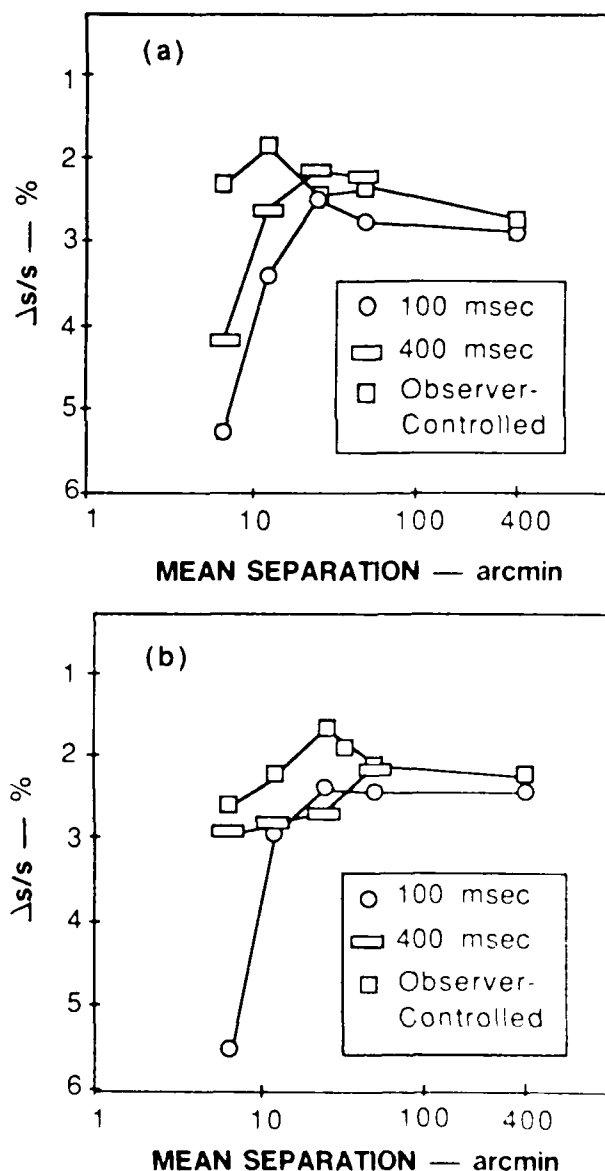 (a)
1
2
3
4
5
6
Δs/s — %
100 msec
400 msec
Observer-
Controlled
1 10 100 400
MEAN SEPARATION — arcmin
(b)
1
2
3
4
5
6
Δs/s — %
100 msec
400 msec
Observer-
Controlled
1 10 100 400
MEAN SEPARATION — arcmin